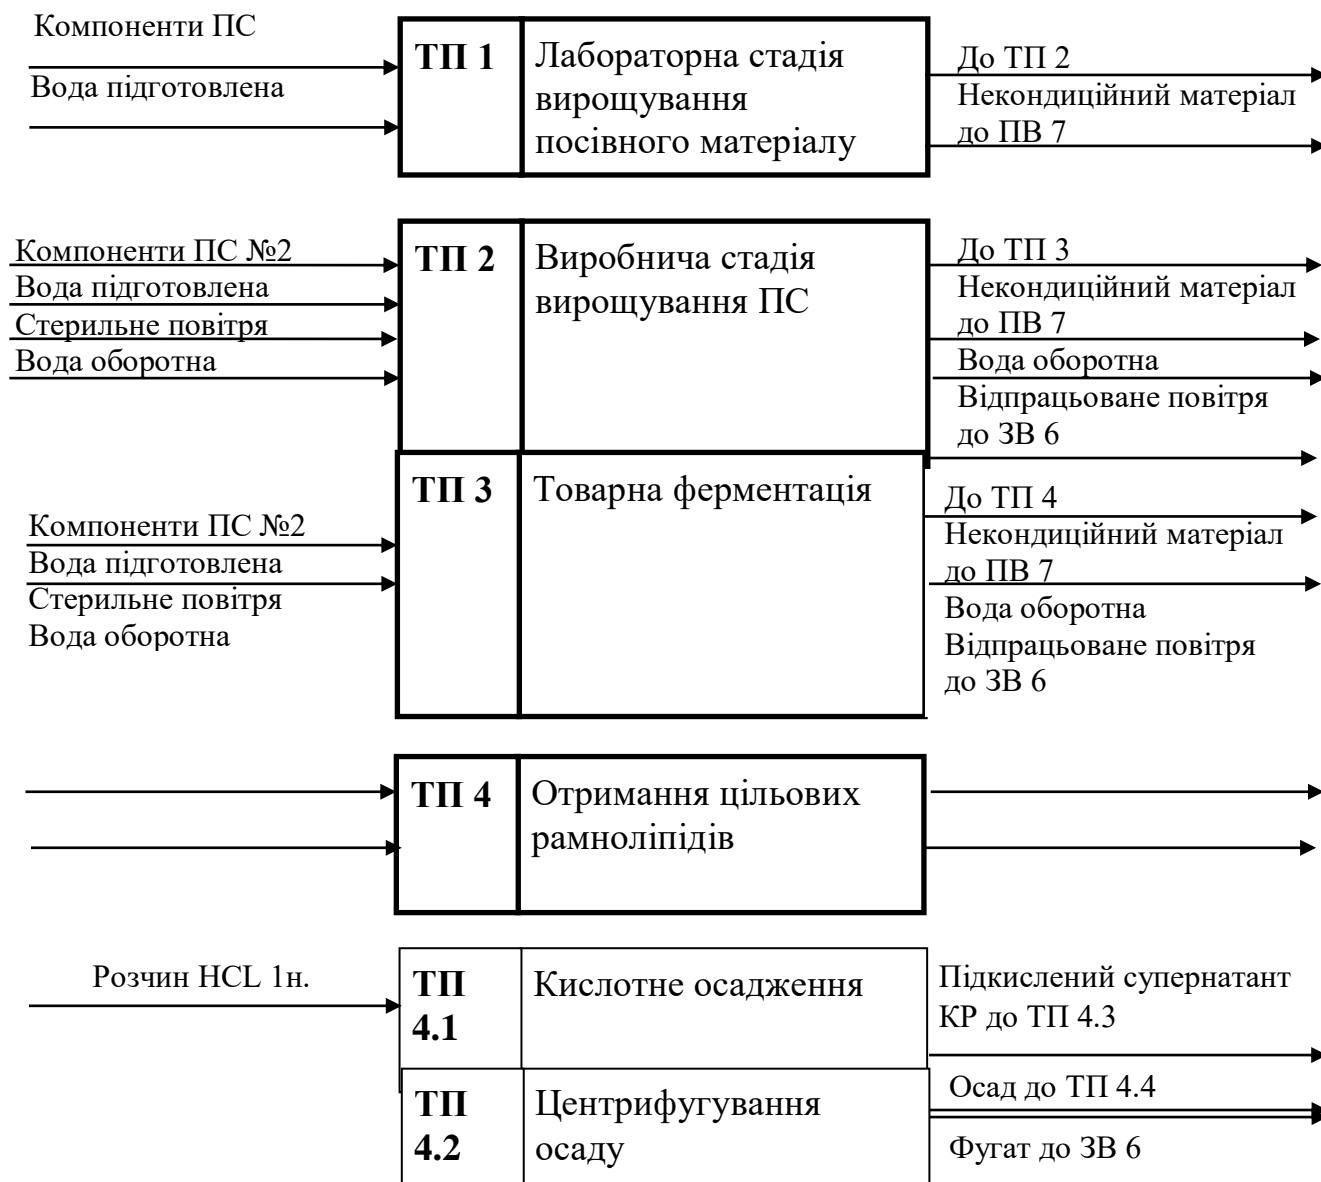 Компоненти ПС
Вода підготовлена
ТП 1
Лабораторна стадія
вирощування
посівного матеріалу
До ТП 2
Некондиційний матеріал
до ПВ 7
Компоненти ПС №2
Вода підготовлена
Стерильне повітря
Вода оборотна
ТП 2
Виробнича стадія
вирощування ПС
До ТП 3
Некондиційний матеріал
до ПВ 7
Вода оборотна
Відпрацьоване повітря
до ЗВ 6
Компоненти ПС №2
Вода підготовлена
Стерильне повітря
Вода оборотна
ТП 3
Товарна ферментація
До ТП 4
Некондиційний матеріал
до ПВ 7
Вода оборотна
Відпрацьоване повітря
до ЗВ 6
ТП 4
Отримання цільових
рамноліпідів
Розчин HCL 1н.
ТП
4.1
Кислотне осадження
Підкислений супернатант
КР до ТП 4.3
ТП
4.2
Центрифугування
осаду
Осад до ТП 4.4
Фугат до ЗВ 6